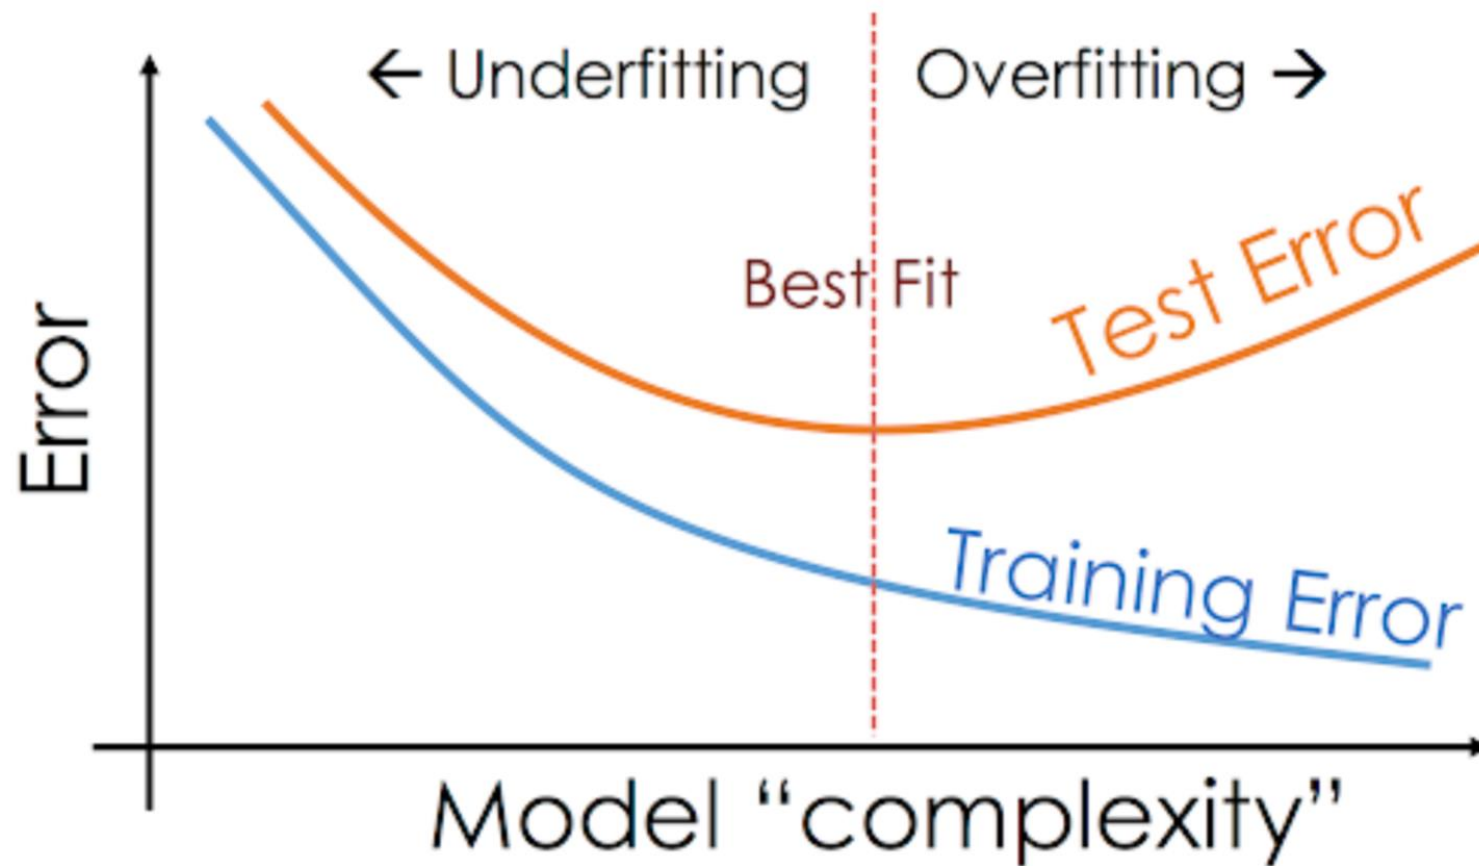 ← Underfitting
Overfitting →
Best Fit
Test Error
Error
Training Error
Model “complexity”